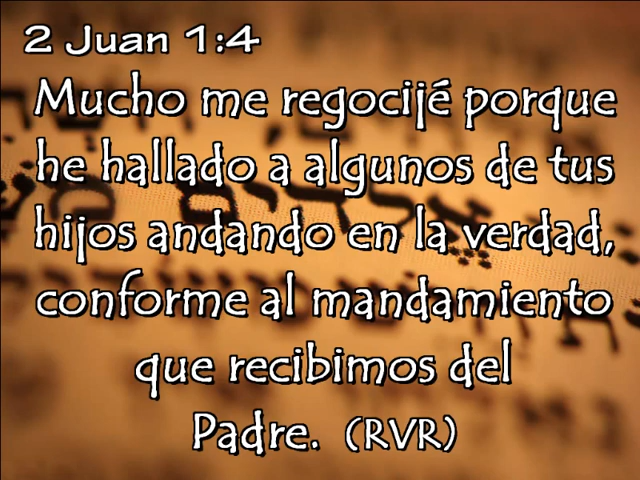 2 Juan 1:4
Mucho me regocijé porque
he hallado a algunos de tus
hijos andando en la verdad,
conforme al mandamiento
que recibimos del
Padre. (RVR)